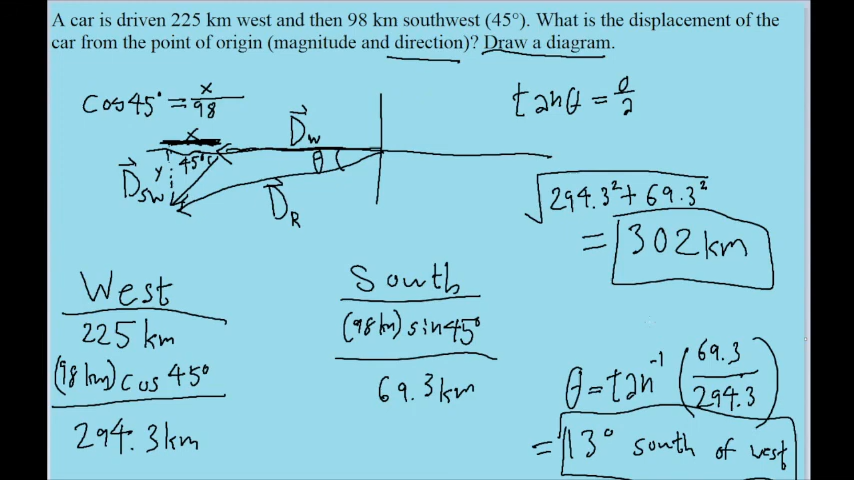 A car is driven 225 km west and then 98 km southwest (45°). What is the displacement of the
car from the point of origin (magnitude and direction)? Draw a diagram.
cos 45° = x/98
tanθ = o/a
x
D⃗w
45°
θ
y
D⃗sw
D⃗R
√294.3² + 69.3²
= 302 km
West
225 km
(98 km) cos 45°
294.3 km
South
(98 km) sin 45°
69.3 km
θ = tan⁻¹ (69.3/294.3)
= 13° south of west